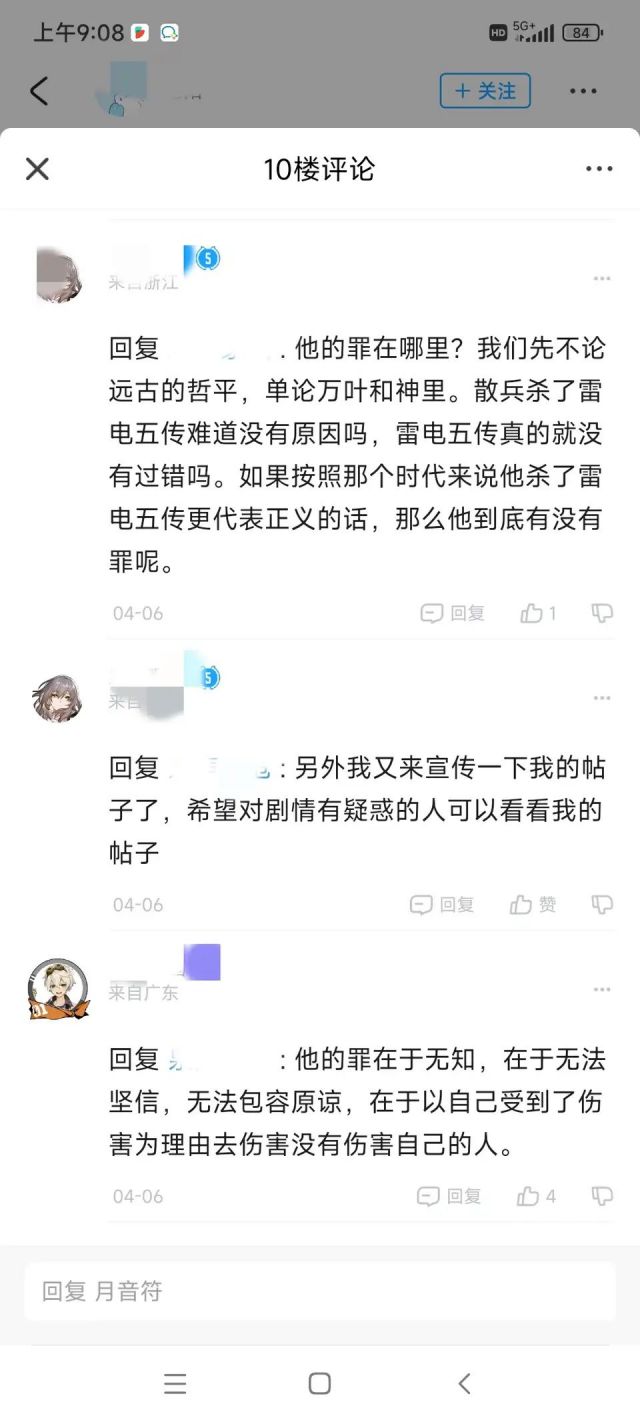 上午9:08
HD 5G+ 84
+ 关注
10楼评论
5
来自浙江
回复 . 他的罪在哪里？我们先不论
远古的哲平，单论万叶和神里。散兵杀了雷
电五传难道没有原因吗，雷电五传真的就没
有过错吗。如果按照那个时代来说他杀了雷
电五传更代表正义的话，那么他到底有没有
罪呢。
04-06
回复 1
5
来自
回复 : 另外我又来宣传一下我的帖
子了，希望对剧情有疑惑的人可以看看我的
帖子
04-06
回复 赞
来自广东
回复 : 他的罪在于无知，在于无法
坚信，无法包容原谅，在于以自己受到了伤
害为理由去伤害没有伤害自己的人。
04-06
回复 4
回复 月音符